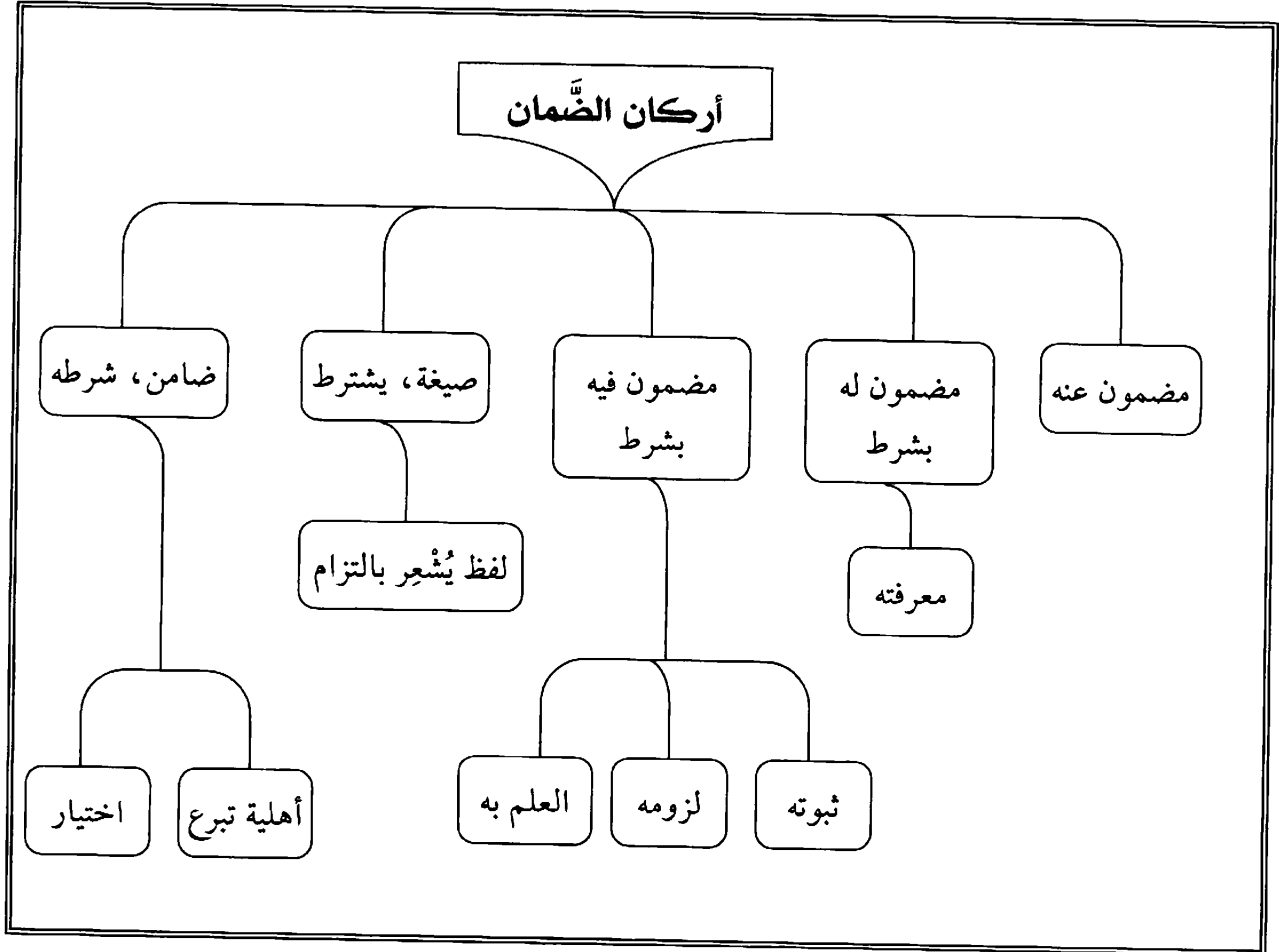 أركان الضَّمان
مضمون عنه
مضمون له
بشرط
مضمون فيه
بشرط
صيغة، يشترط
ضامن، شرطه
معرفته
لفظ يُشْعِر بالتزام
ثبوته
لزومه
العلم به
أهلية تبرع
اختيار